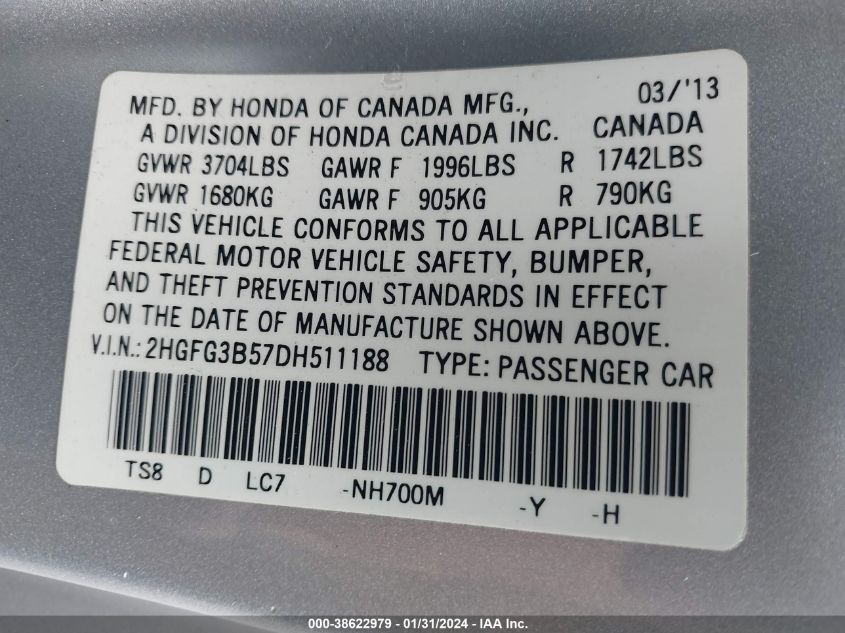 03/'13
MFD. BY HONDA OF CANADA MFG.,
A DIVISION OF HONDA CANADA INC. CANADA
GVWR 3704LBS GAWR F 1996LBS R 1742LBS
GVWR 1680KG GAWR F 905KG R 790KG
THIS VEHICLE CONFORMS TO ALL APPLICABLE
FEDERAL MOTOR VEHICLE SAFETY, BUMPER,
AND THEFT PREVENTION STANDARDS IN EFFECT
ON THE DATE OF MANUFACTURE SHOWN ABOVE.
V.I.N.: 2HGFG3B57DH511188 TYPE: PASSENGER CAR
TS8 D LC7 -NH700M -Y -H
000-38622979 - 01/31/2024 - IAA Inc.